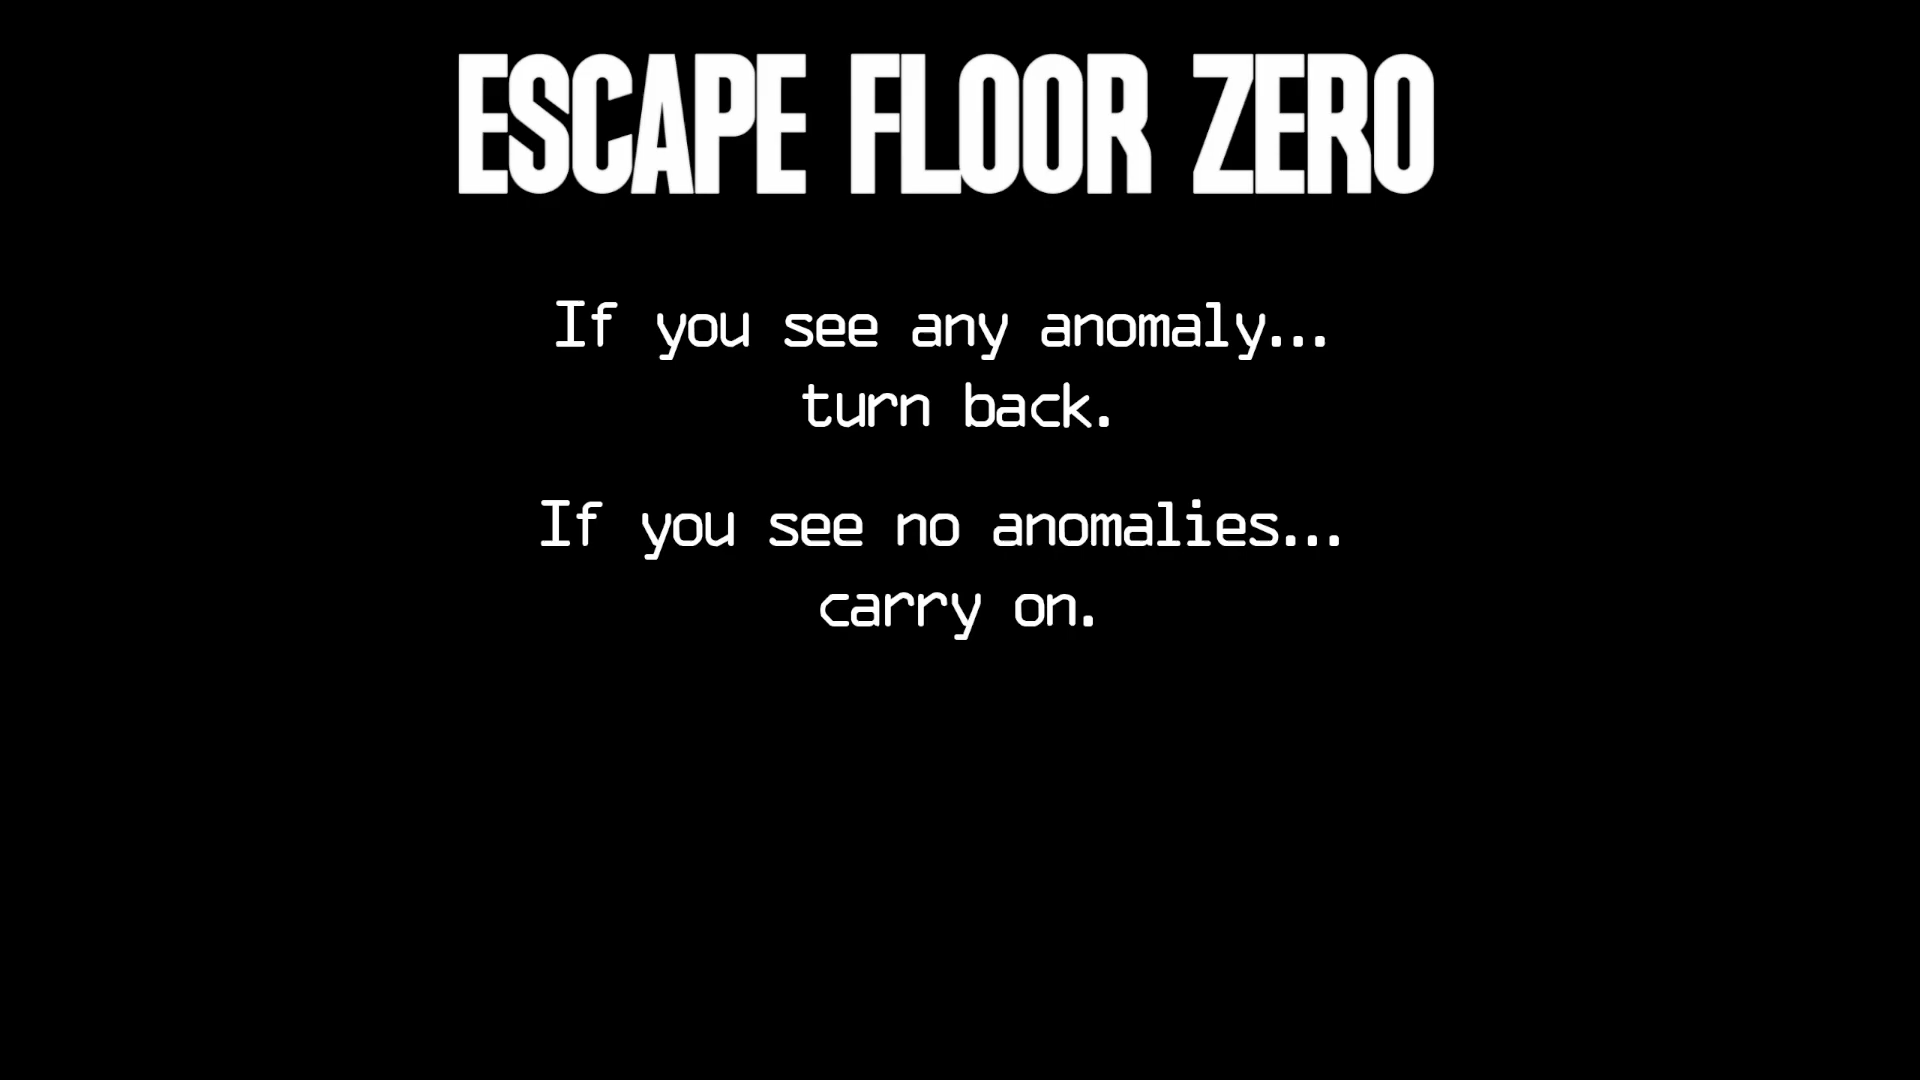 ESCAPE FLOOR ZERO
If you see any anomaly...
turn back.
If you see no anomalies...
carry on.